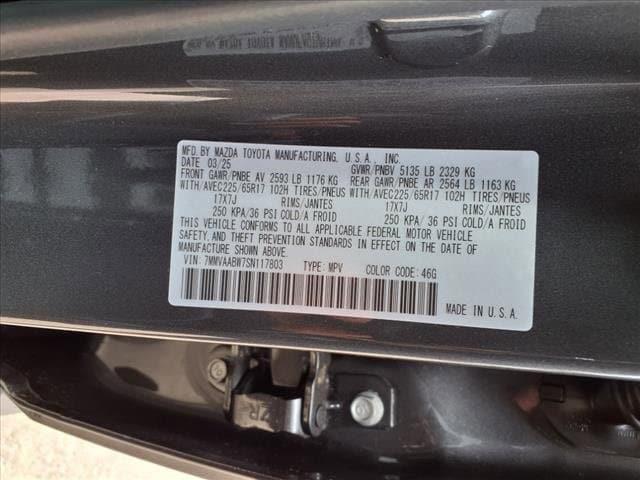 MFD. BY MAZDA TOYOTA MANUFACTURING, U.S.A., INC.
DATE 03/25 GVWR/PNBV 5135 LB 2329 KG
FRONT GAWR/PNBE AV 2593 LB 1176 KG REAR GAWR/PNBE AR 2564 LB 1163 KG
WITH/AVEC225/65R17 102H TIRES/PNEUS WITH/AVEC225/65R17 102H TIRES/PNEUS
17X7J RIMS/JANTES 17X7J RIMS/JANTES
250 KPA/36 PSI COLD/A FROID 250 KPA/ 36 PSI COLD/A FROID
THIS VEHICLE CONFORMS TO ALL APPLICABLE FEDERAL MOTOR VEHICLE
SAFETY, AND THEFT PREVENTION STANDARDS IN EFFECT ON THE DATE OF
MANUFACTURE SHOWN ABOVE.
VIN: 7MMVAABW7SN117803 TYPE: MPV COLOR CODE: 46G
MADE IN U.S.A.